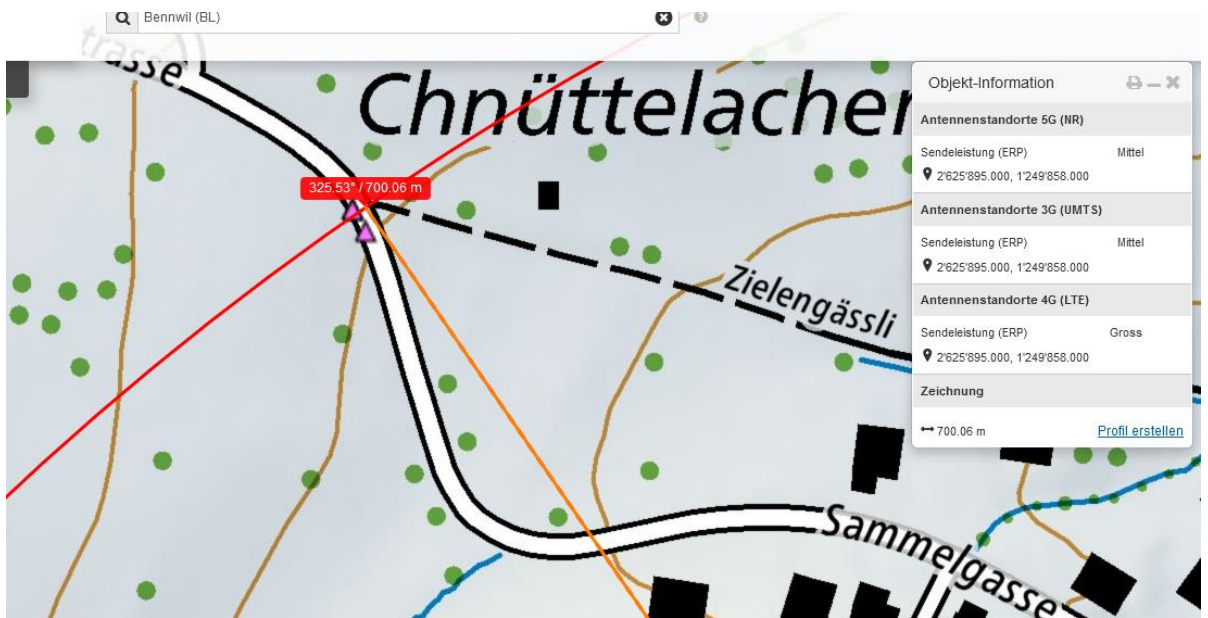 Bennwil (BL)
trasse
Chnüttelacher
325.53° / 700.06 m
Zielengässli
Sammelgasse
Objekt-Information
Antennenstandorte 5G (NR)
Sendeleistung (ERP) Mittel
2'625'895.000, 1'249'858.000
Antennenstandorte 3G (UMTS)
Sendeleistung (ERP) Mittel
2'625'895.000, 1'249'858.000
Antennenstandorte 4G (LTE)
Sendeleistung (ERP) Gross
2'625'895.000, 1'249'858.000
Zeichnung
700.06 m Profil erstellen